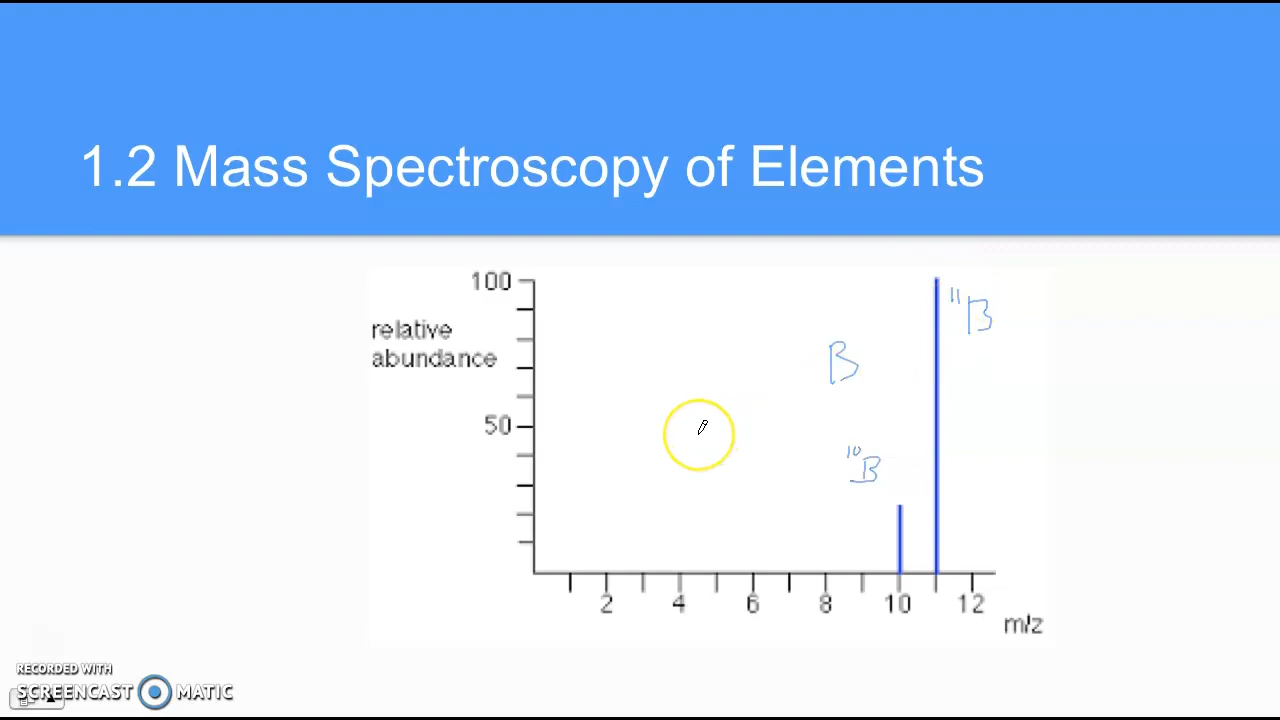 1.2 Mass Spectroscopy of Elements
100
relative
abundance
50
¹¹B
B
¹⁰B
2 4 6 8 10 12
m/z
RECORDED WITH
SCREENCAST MATIC